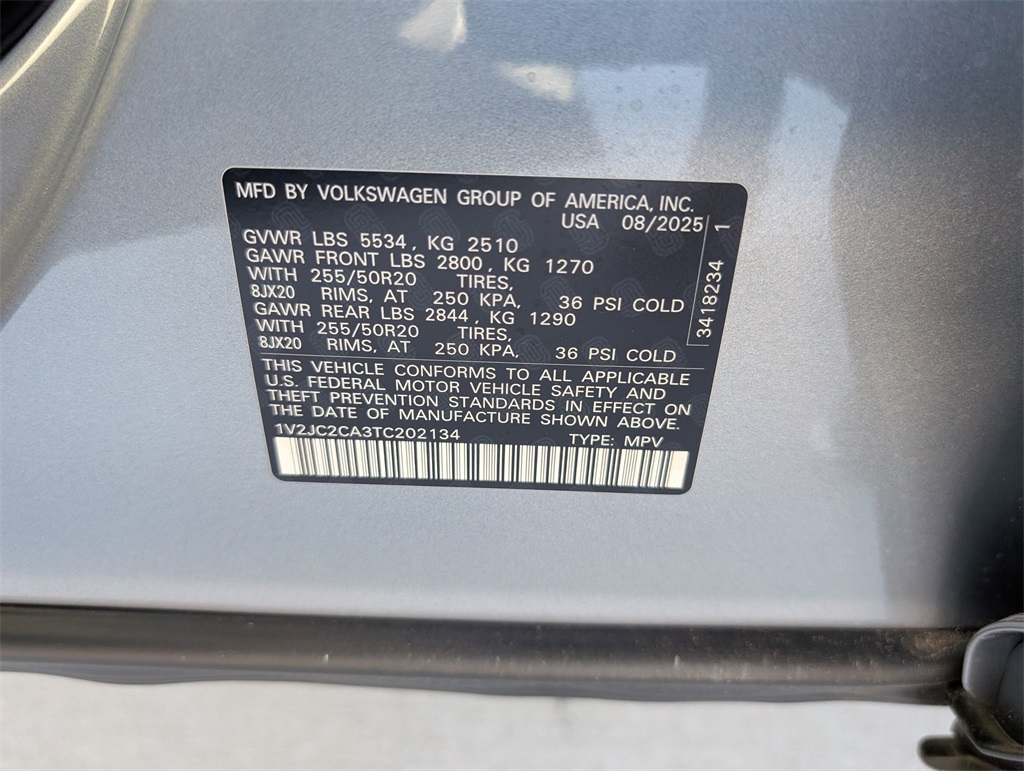 MFD BY VOLKSWAGEN GROUP OF AMERICA, INC.
USA 08/2025
GVWR LBS 5534, KG 2510
GAWR FRONT LBS 2800, KG 1270
WITH 255/50R20 TIRES,
8JX20 RIMS, AT 250 KPA, 36 PSI COLD
GAWR REAR LBS 2844, KG 1290
WITH 255/50R20 TIRES,
8JX20 RIMS, AT 250 KPA, 36 PSI COLD
THIS VEHICLE CONFORMS TO ALL APPLICABLE
U.S. FEDERAL MOTOR VEHICLE SAFETY AND
THEFT PREVENTION STANDARDS IN EFFECT ON
THE DATE OF MANUFACTURE SHOWN ABOVE.
1V2JC2CA3TC202134 TYPE: MPV
3418234 1